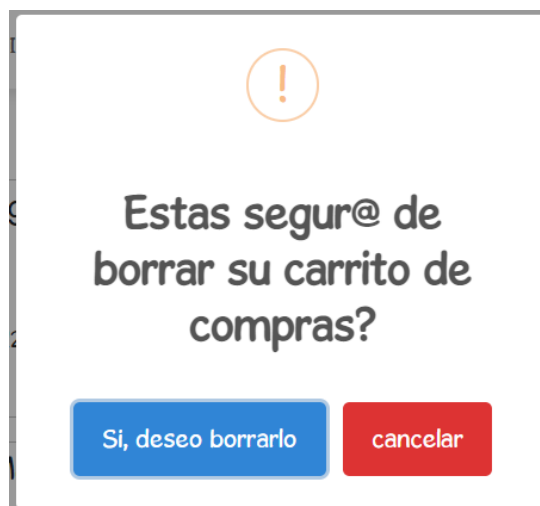 !
Estas segur@ de
borrar su carrito de
compras?
Si, deseo borrarlo
cancelar